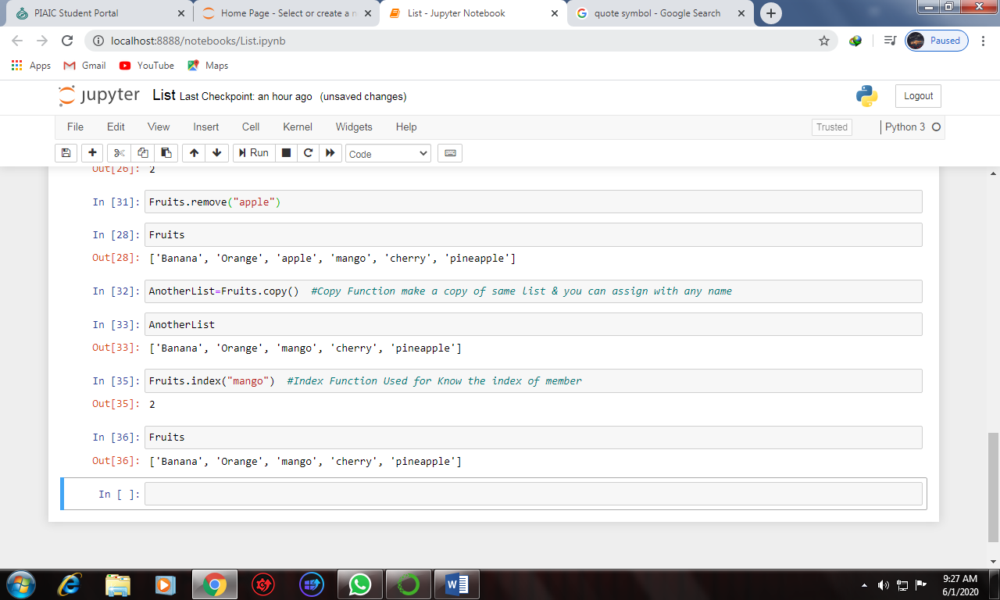 PIAIC Student Portal
Home Page - Select or create a n
List - Jupyter Notebook
quote symbol - Google Search
localhost:8888/notebooks/List.ipynb
Paused
Apps Gmail YouTube Maps
jupyter List Last Checkpoint: an hour ago (unsaved changes)
Logout
File Edit View Insert Cell Kernel Widgets Help
Trusted
Python 3
Run
Code
Out[26]: 2
In [31]: Fruits.remove("apple")
In [28]: Fruits
Out[28]: ['Banana', 'Orange', 'apple', 'mango', 'cherry', 'pineapple']
In [32]: AnotherList=Fruits.copy()  #Copy Function make a copy of same list & you can assign with any name
In [33]: AnotherList
Out[33]: ['Banana', 'Orange', 'mango', 'cherry', 'pineapple']
In [35]: Fruits.index("mango")  #Index Function Used for Know the index of member
Out[35]: 2
In [36]: Fruits
Out[36]: ['Banana', 'Orange', 'mango', 'cherry', 'pineapple']
In [ ]:
9:27 AM
6/1/2020